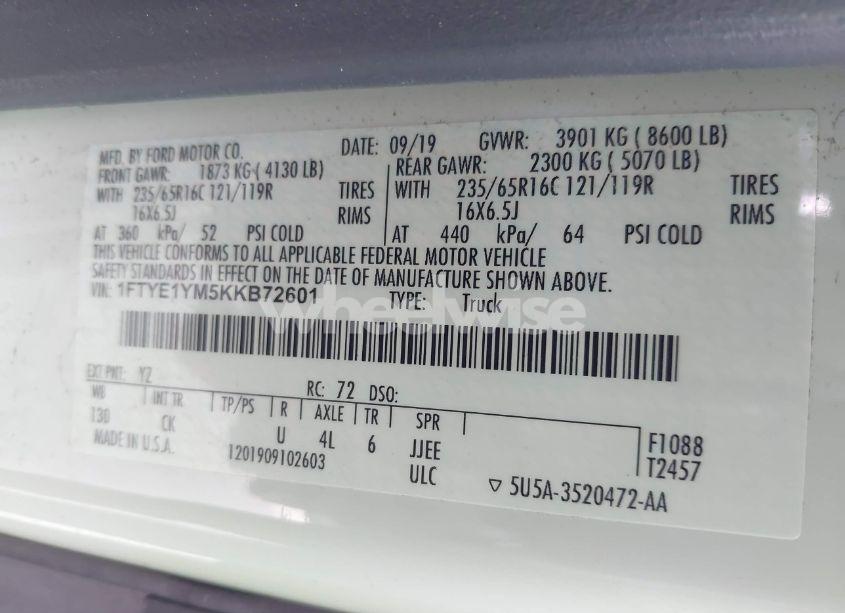 MFD. BY FORD MOTOR CO. DATE: 09/19 GVWR: 3901 KG ( 8600 LB)
FRONT GAWR: 1873 KG ( 4130 LB) REAR GAWR: 2300 KG ( 5070 LB)
WITH 235/65R16C 121/119R TIRES WITH 235/65R16C 121/119R TIRES
16X6.5J RIMS 16X6.5J RIMS
AT 360 kPa/ 52 PSI COLD AT 440 kPa/ 64 PSI COLD
THIS VEHICLE CONFORMS TO ALL APPLICABLE FEDERAL MOTOR VEHICLE
SAFETY STANDARDS IN EFFECT ON THE DATE OF MANUFACTURE SHOWN ABOVE.
VIN: 1FTYE1YM5KKB72601 TYPE: Truck
wheelwise
EXT PNT: YZ RC: 72 DSO:
WB INT TR TP/PS R AXLE TR SPR
130 CK U 4L 6 JJEE F1088
MADE IN U.S.A. 1201909102603 ULC T2457
▽ 5U5A-3520472-AA